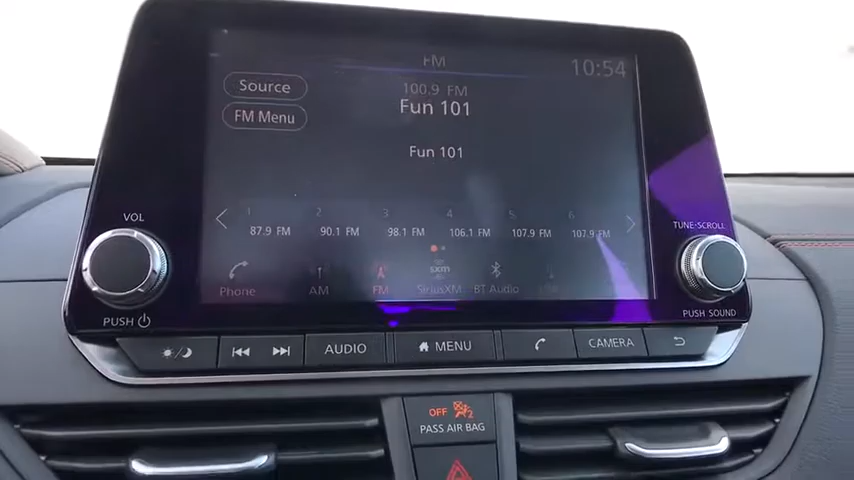 FM
10:54
Source
100.9 FM
Fun 101
FM Menu
Fun 101
1 2 3 4 5 6
87.9 FM 90.1 FM 98.1 FM 106.1 FM 107.9 FM 107.9 FM
VOL
TUNE·SCROLL
sxm
Phone AM FM SiriusXM BT Audio
PUSH
PUSH SOUND
AUDIO MENU CAMERA
OFF 2
PASS AIR BAG